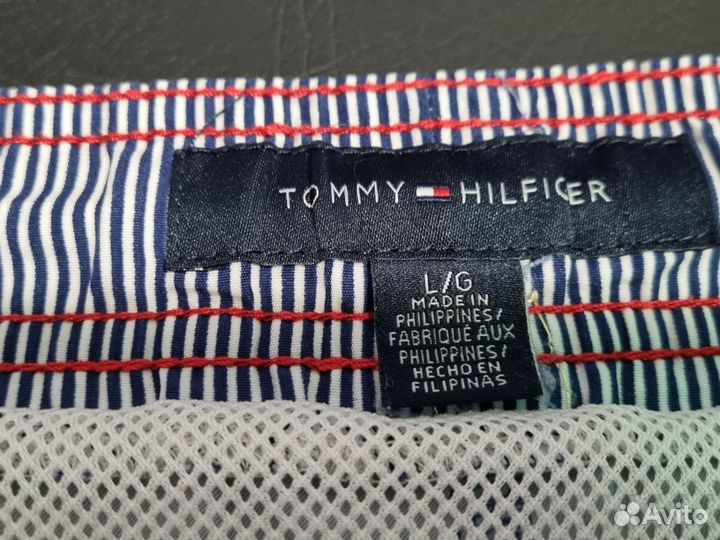 TOMMY HILFIGER
L/G
MADE IN
PHILIPPINES/
FABRIQUÉ AUX
PHILIPPINES/
HECHO EN
FILIPINAS
Avito